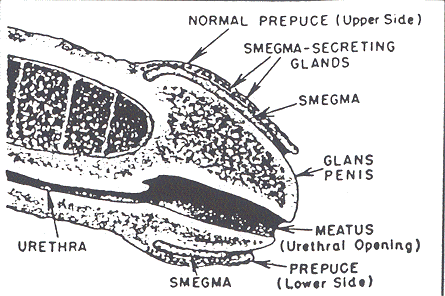 NORMAL PREPUCE (Upper Side)
SMEGMA-SECRETING
GLANDS
SMEGMA
GLANS
PENIS
MEATUS
(Urethral Opening)
URETHRA
SMEGMA
PREPUCE
(Lower Side)